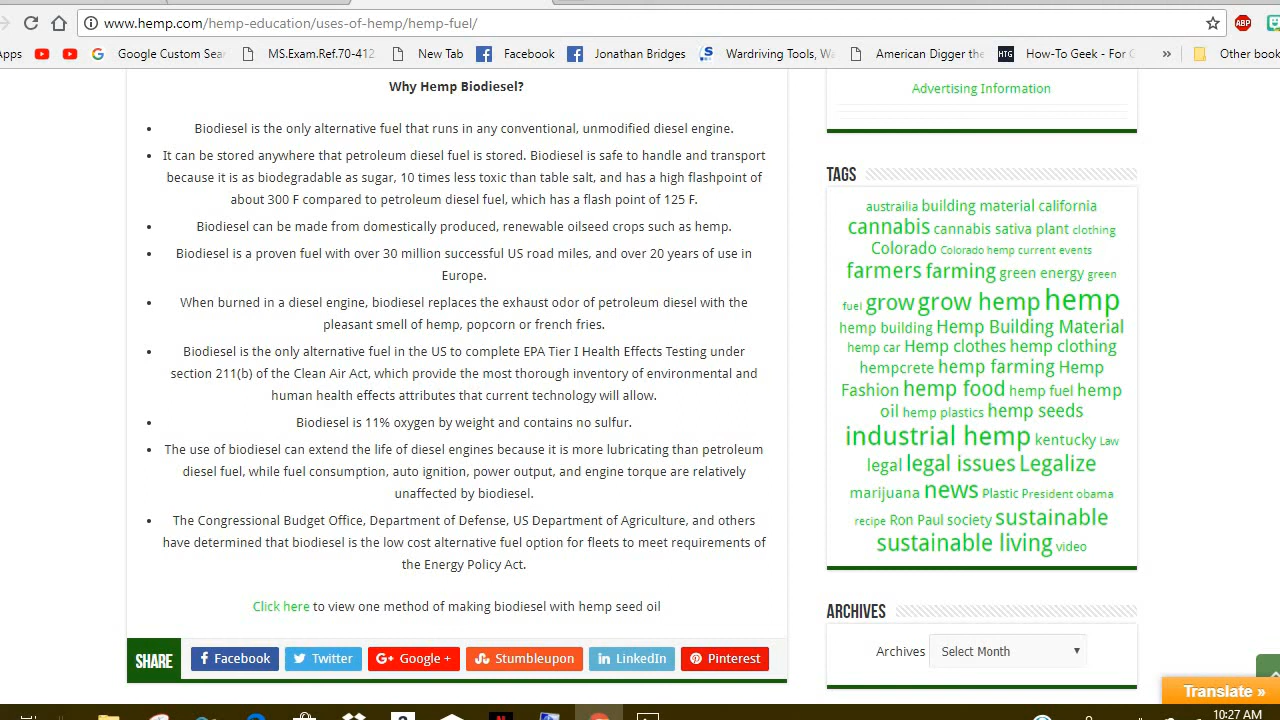 www.hemp.com/hemp-education/uses-of-hemp/hemp-fuel/
ABP
Apps
Google Custom Sear
MS.Exam.Ref.70-412
New Tab
Facebook
Jonathan Bridges
Wardriving Tools, Wa
American Digger the
HTG
How-To Geek - For G
»
Other book
Why Hemp Biodiesel?
• Biodiesel is the only alternative fuel that runs in any conventional, unmodified diesel engine.
• It can be stored anywhere that petroleum diesel fuel is stored. Biodiesel is safe to handle and transport
because it is as biodegradable as sugar, 10 times less toxic than table salt, and has a high flashpoint of
about 300 F compared to petroleum diesel fuel, which has a flash point of 125 F.
• Biodiesel can be made from domestically produced, renewable oilseed crops such as hemp.
• Biodiesel is a proven fuel with over 30 million successful US road miles, and over 20 years of use in
Europe.
• When burned in a diesel engine, biodiesel replaces the exhaust odor of petroleum diesel with the
pleasant smell of hemp, popcorn or french fries.
• Biodiesel is the only alternative fuel in the US to complete EPA Tier I Health Effects Testing under
section 211(b) of the Clean Air Act, which provide the most thorough inventory of environmental and
human health effects attributes that current technology will allow.
• Biodiesel is 11% oxygen by weight and contains no sulfur.
• The use of biodiesel can extend the life of diesel engines because it is more lubricating than petroleum
diesel fuel, while fuel consumption, auto ignition, power output, and engine torque are relatively
unaffected by biodiesel.
• The Congressional Budget Office, Department of Defense, US Department of Agriculture, and others
have determined that biodiesel is the low cost alternative fuel option for fleets to meet requirements of
the Energy Policy Act.
Click here to view one method of making biodiesel with hemp seed oil
SHARE
Facebook
Twitter
Google +
Stumbleupon
LinkedIn
Pinterest
Advertising Information
TAGS
austrailia building material california
cannabis cannabis sativa plant clothing
Colorado Colorado hemp current events
farmers farming green energy green
fuel grow grow hemp hemp
hemp building Hemp Building Material
hemp car Hemp clothes hemp clothing
hempcrete hemp farming Hemp
Fashion hemp food hemp fuel hemp
oil hemp plastics hemp seeds
industrial hemp kentucky Law
legal legal issues Legalize
marijuana news Plastic President obama
recipe Ron Paul society sustainable
sustainable living video
ARCHIVES
Archives Select Month
Translate »
10:27 AM